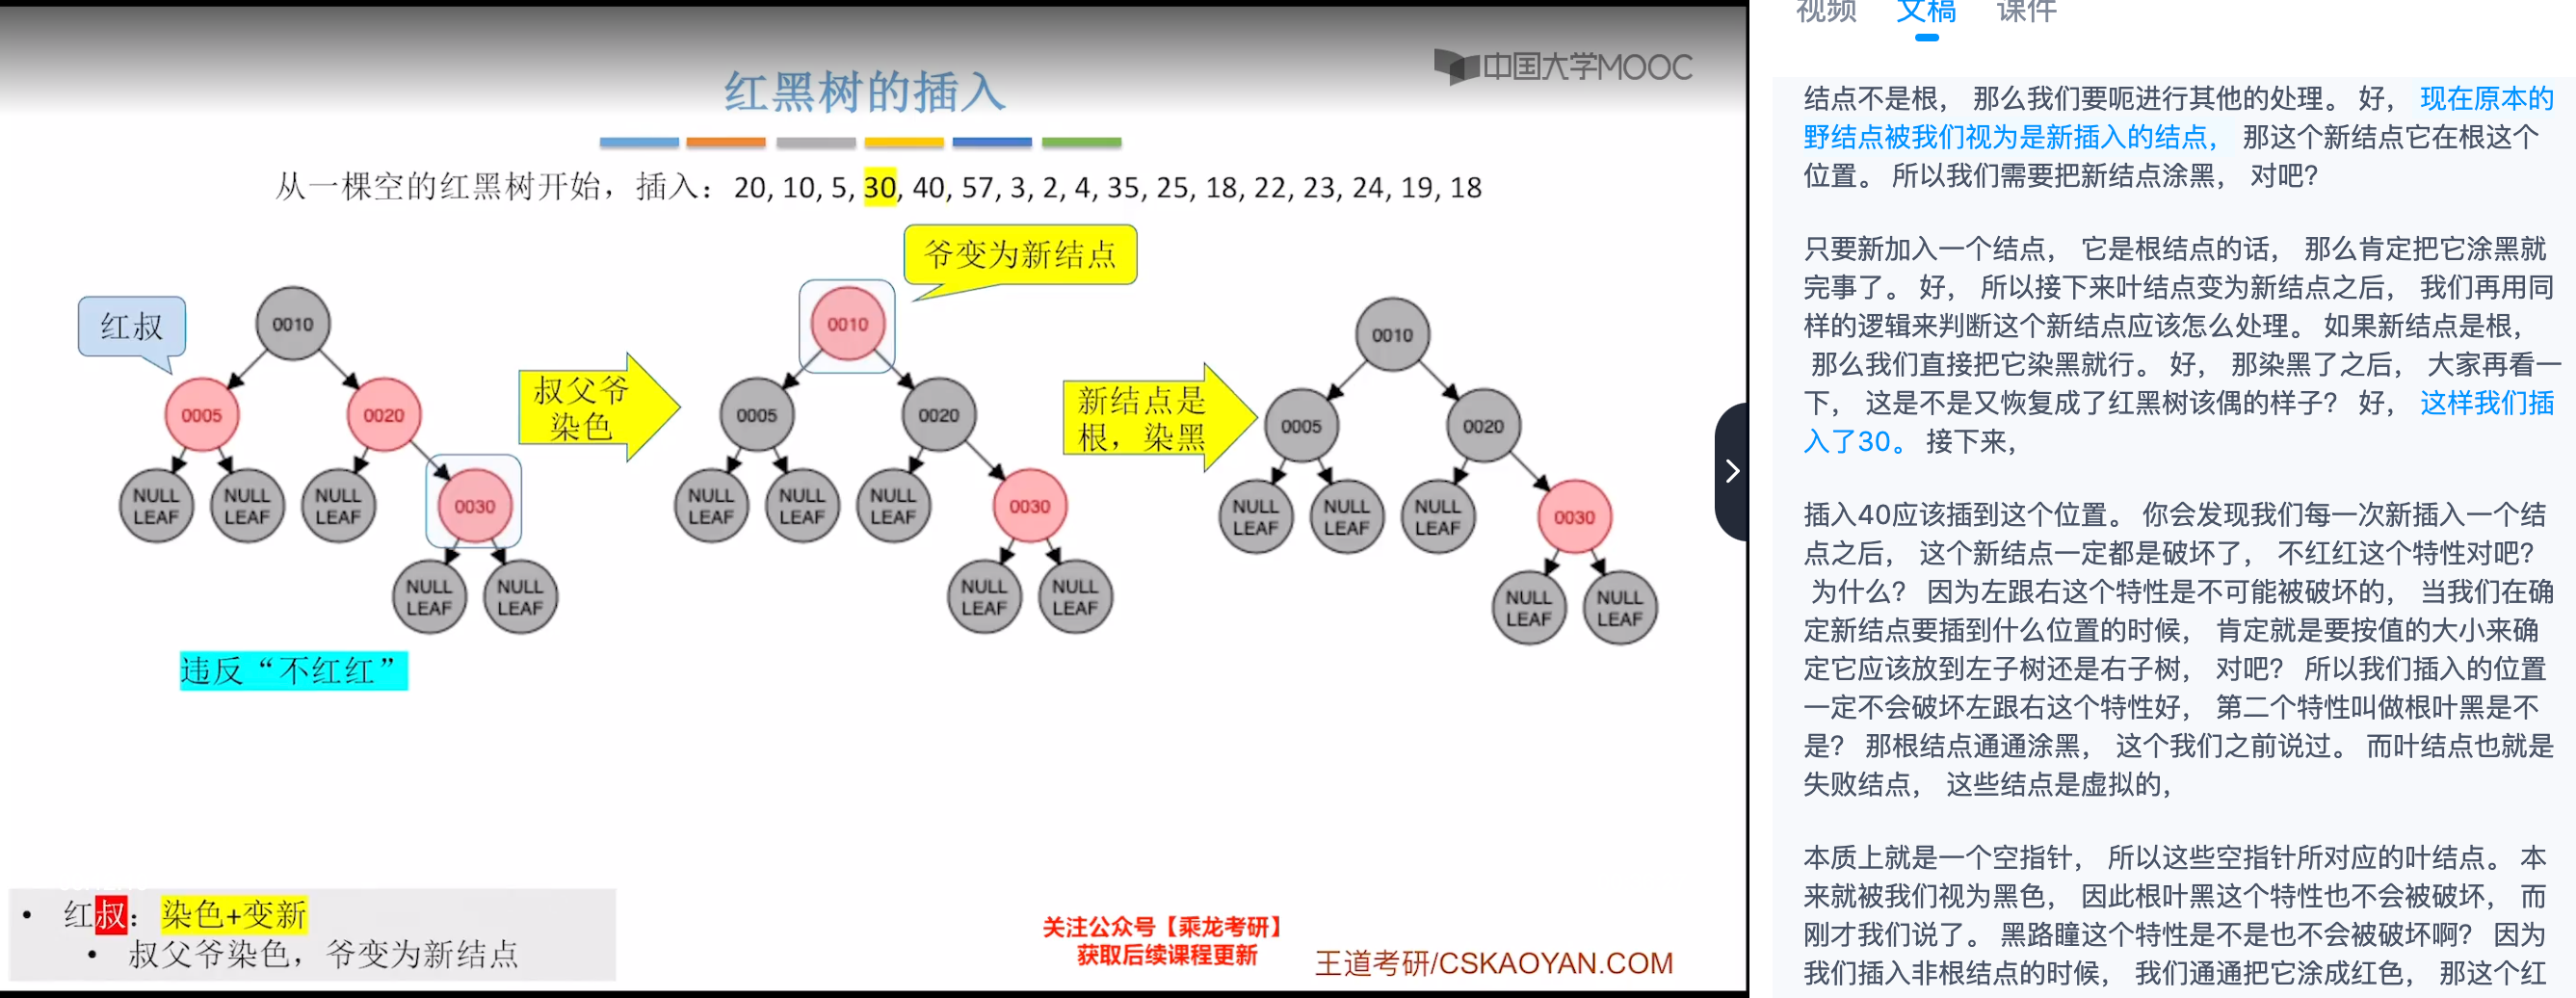 中国大学MOOC
红黑树的插入
从一棵空的红黑树开始，插入：20, 10, 5, 30, 40, 57, 3, 2, 4, 35, 25, 18, 22, 23, 24, 19, 18
爷变为新结点
红叔
0010
0005
0020
NULL LEAF
NULL LEAF
NULL LEAF
0030
NULL LEAF
NULL LEAF
违反“不红红”
叔父爷
染色
0010
0005
0020
NULL LEAF
NULL LEAF
NULL LEAF
0030
NULL LEAF
NULL LEAF
新结点是
根，染黑
0010
0005
0020
NULL LEAF
NULL LEAF
NULL LEAF
0030
NULL LEAF
NULL LEAF
• 红叔：染色+变新
• 叔父爷染色，爷变为新结点
关注公众号【乘龙考研】
获取后续课程更新
王道考研/CSKAOYAN.COM
视频 文稿 课件
结点不是根， 那么我们要呃进行其他的处理。 好， 现在原本的
野结点被我们视为是新插入的结点， 那这个新结点它在根这个
位置。 所以我们需要把新结点涂黑， 对吧？
只要新加入一个结点， 它是根结点的话， 那么肯定把它涂黑就
完事了。 好， 所以接下来叶结点变为新结点之后， 我们再用同
样的逻辑来判断这个新结点应该怎么处理。 如果新结点是根，
那么我们直接把它染黑就行。 好， 那染黑了之后， 大家再看一
下， 这是不是又恢复成了红黑树该偶的样子？ 好， 这样我们插
入了30。 接下来，
插入40应该插到这个位置。 你会发现我们每一次新插入一个结
点之后， 这个新结点一定都是破坏了， 不红红这个特性对吧？
为什么？ 因为左跟右这个特性是不可能被破坏的， 当我们在确
定新结点要插到什么位置的时候， 肯定就是要按值的大小来确
定它应该放到左子树还是右子树， 对吧？ 所以我们插入的位置
一定不会破坏左跟右这个特性好， 第二个特性叫做根叶黑是不
是？ 那根结点通通涂黑， 这个我们之前说过。 而叶结点也就是
失败结点， 这些结点是虚拟的，
本质上就是一个空指针， 所以这些空指针所对应的叶结点。 本
来就被我们视为黑色， 因此根叶黑这个特性也不会被破坏， 而
刚才我们说了。 黑路瞳这个特性是不是也不会被破坏啊？ 因为
我们插入非根结点的时候， 我们通通把它涂成红色， 那这个红